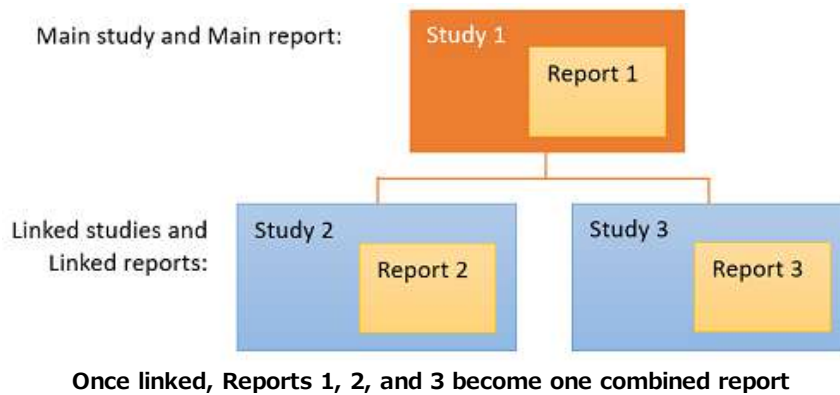 Main study and Main report:
Study 1
Report 1
Linked studies and
Linked reports:
Study 2
Report 2
Study 3
Report 3
Once linked, Reports 1, 2, and 3 become one combined report